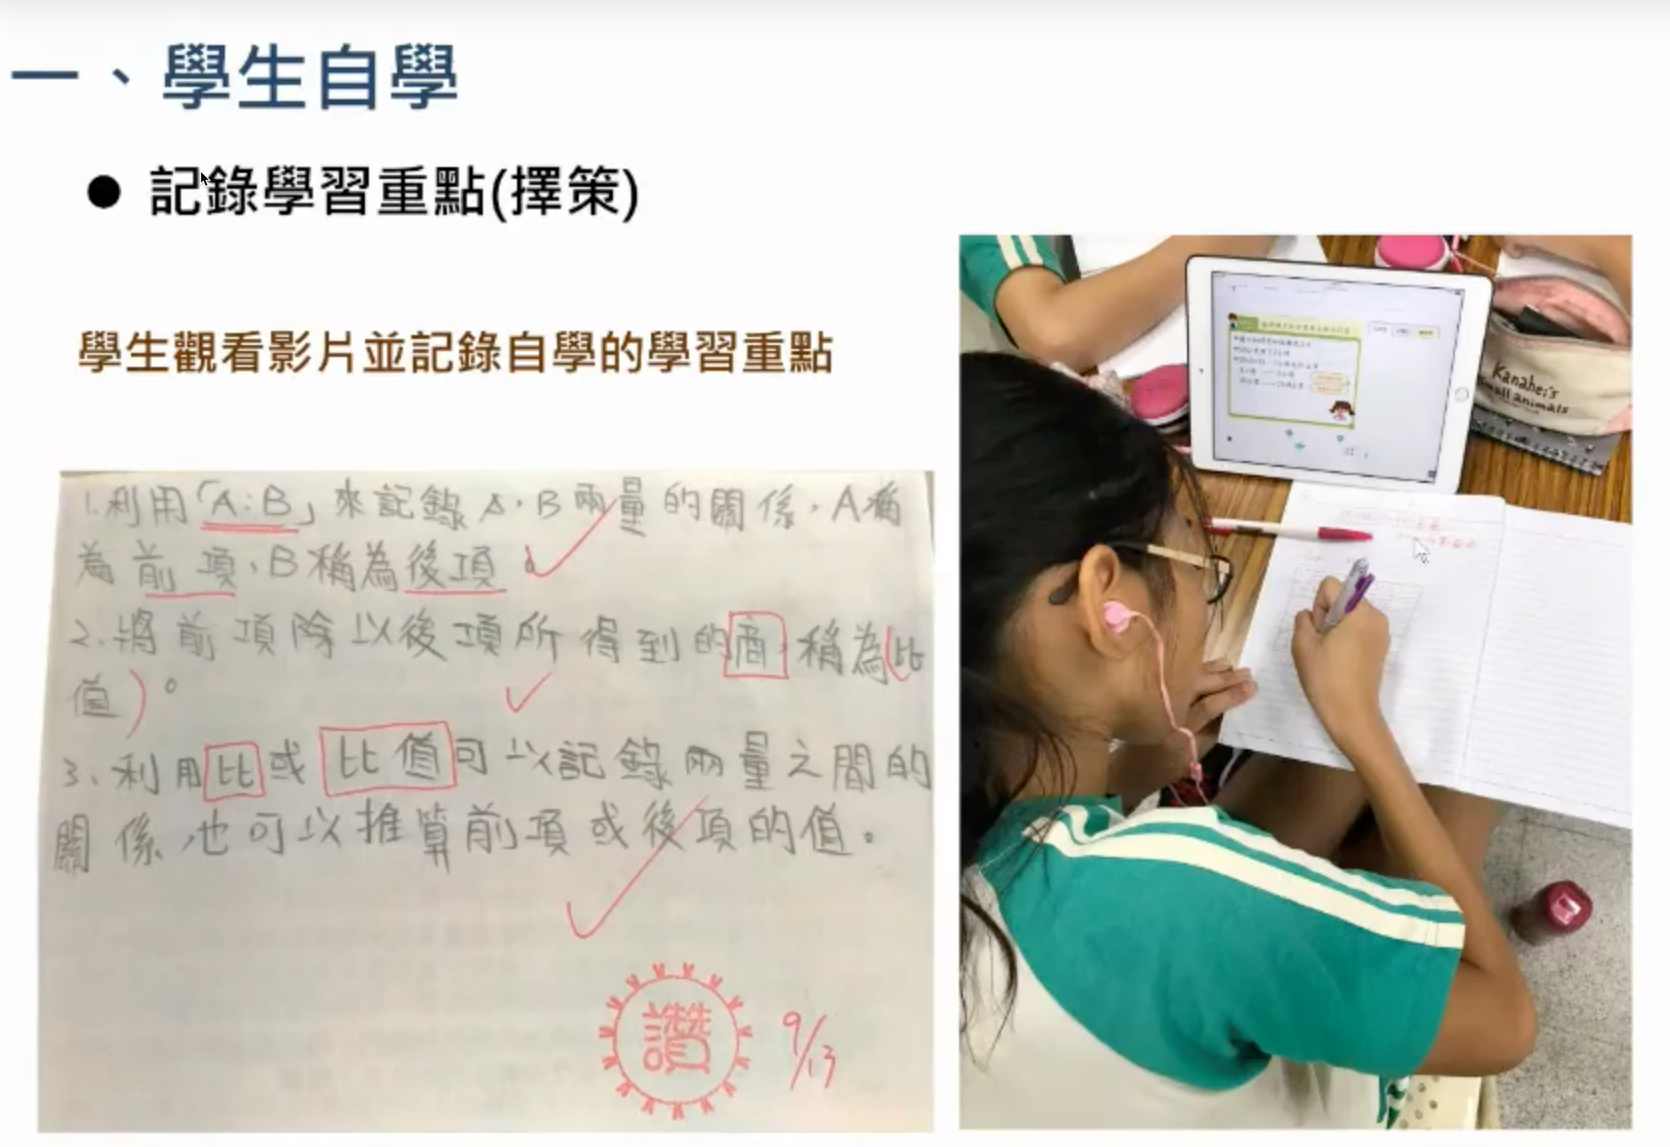 一、學生自學
● 記錄學習重點(擇策)
學生觀看影片並記錄自學的學習重點
1.利用「A:B」來記錄A、B兩量的關係,A稱
為前項,B稱為後項。
2.將前項除以後項所得到的商,稱為(比
值)。
3.利用比或比值可以記錄兩量之間的
關係,也可以推算前項或後項的值。
讚
9/13
Kanahei's
Small animals